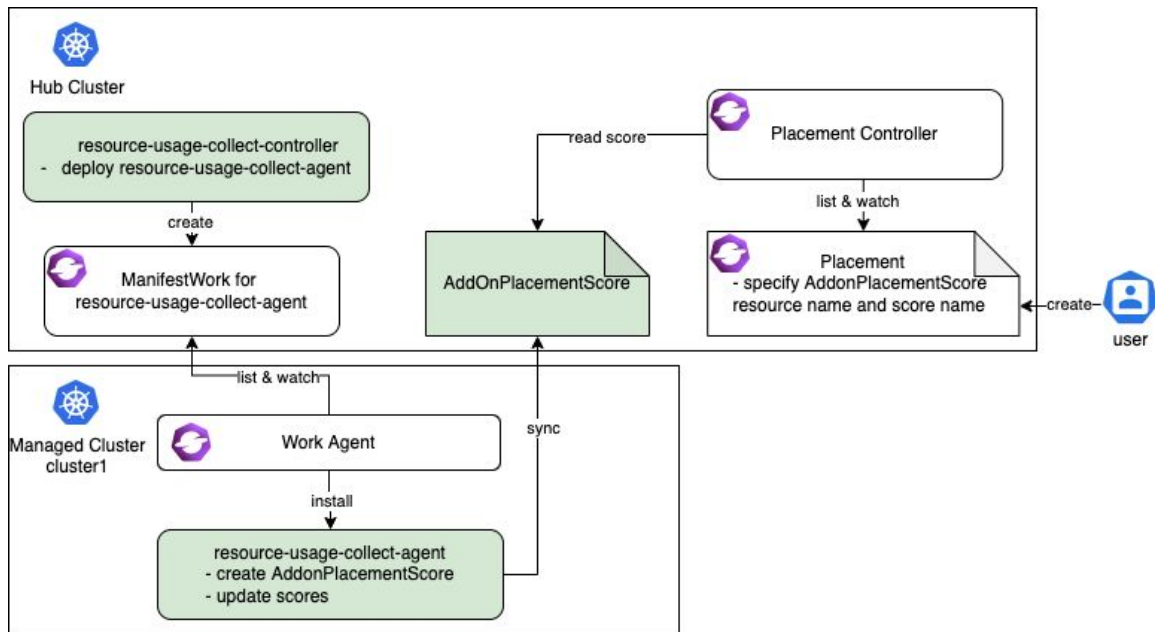 Hub Cluster
resource-usage-collect-controller
- deploy resource-usage-collect-agent
create
ManifestWork for
resource-usage-collect-agent
read score
Placement Controller
list & watch
AddOnPlacementScore
Placement
- specify AddonPlacementScore
resource name and score name
create
user
list & watch
Managed Cluster
cluster1
Work Agent
sync
install
resource-usage-collect-agent
- create AddonPlacementScore
- update scores